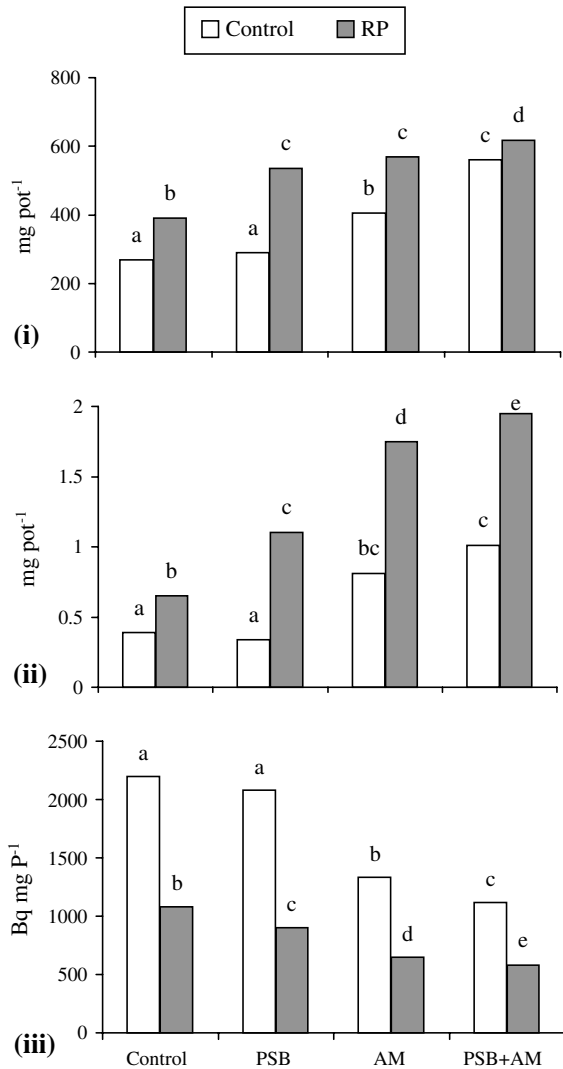 Control RP
800
600
400
200
0
mg pot⁻¹
a b a c b c c d
(i)
2
1.5
1
0.5
0
mg pot⁻¹
a b a c bc d c e
(ii)
2500
2000
1500
1000
500
0
Bq mg P⁻¹
a b a c b d c e
(iii)
Control PSB AM PSB+AM